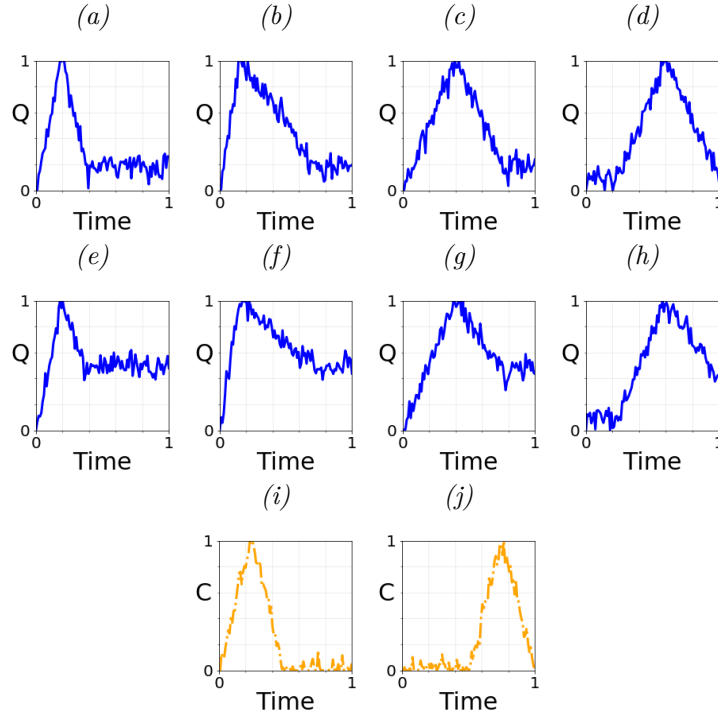 (a) (b) (c) (d)
1 1 1 1
Q Q Q Q
0 0 0 0
0 1 0 1 0 1 0 1
Time Time Time Time
(e) (f) (g) (h)
1 1 1 1
Q Q Q Q
0 0 0 0
0 1 0 1 0 1 0 1
Time Time Time Time
(i) (j)
1 1
C C
0 0
0 1 0 1
Time Time